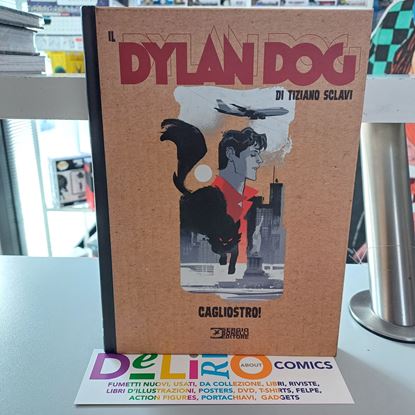 IL
DYLAN DOG
DI TIZIANO SCLAVI
CAGLIOSTRO!
SERGIO
BONELLI
EDITORE
DELIRIO ABOUT COMICS
FUMETTI NUOVI, USATI, DA COLLEZIONE, LIBRI, RIVISTE,
LIBRI D'ILLUSTRAZIONI, POSTERS, DVD, T-SHIRTS, FELPE,
ACTION FIGURES, PORTACHIAVI, GADGETS